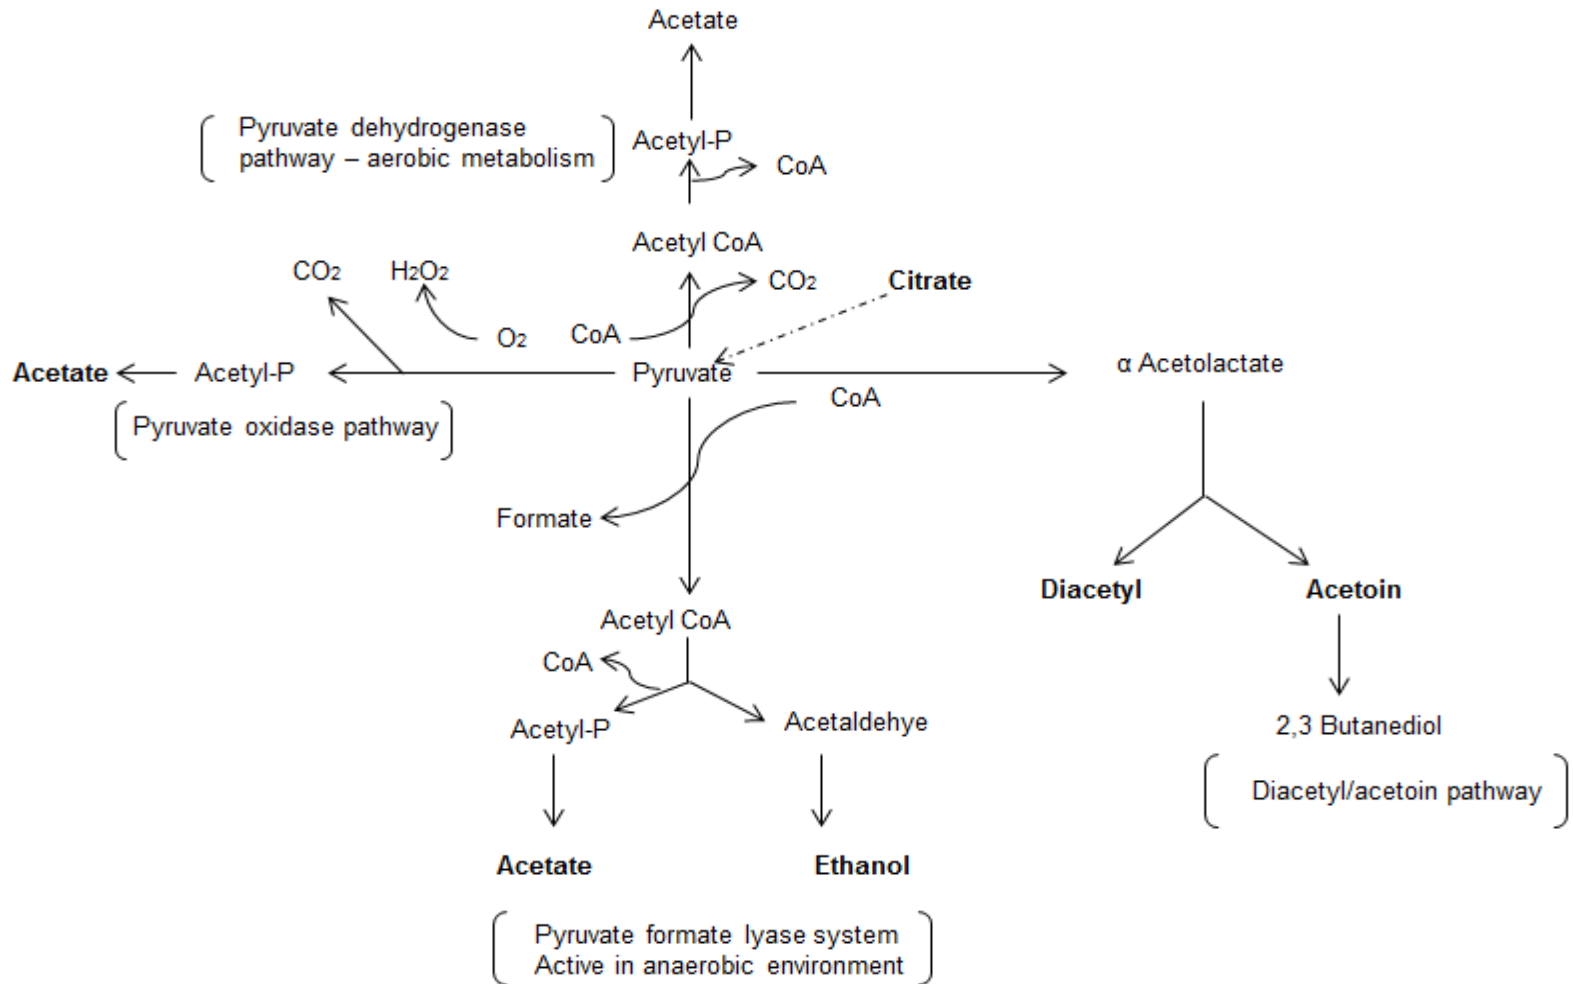 Acetate
Pyruvate dehydrogenase
pathway – aerobic metabolism
Acetyl-P
CoA
Acetyl CoA
CO2
H2O2
CO2
Citrate
O2
CoA
Acetate
Acetyl-P
Pyruvate
α Acetolactate
CoA
Pyruvate oxidase pathway
Formate
Diacetyl
Acetoin
Acetyl CoA
CoA
Acetyl-P
Acetaldehye
2,3 Butanediol
Diacetyl/acetoin pathway
Acetate
Ethanol
Pyruvate formate lyase system
Active in anaerobic environment